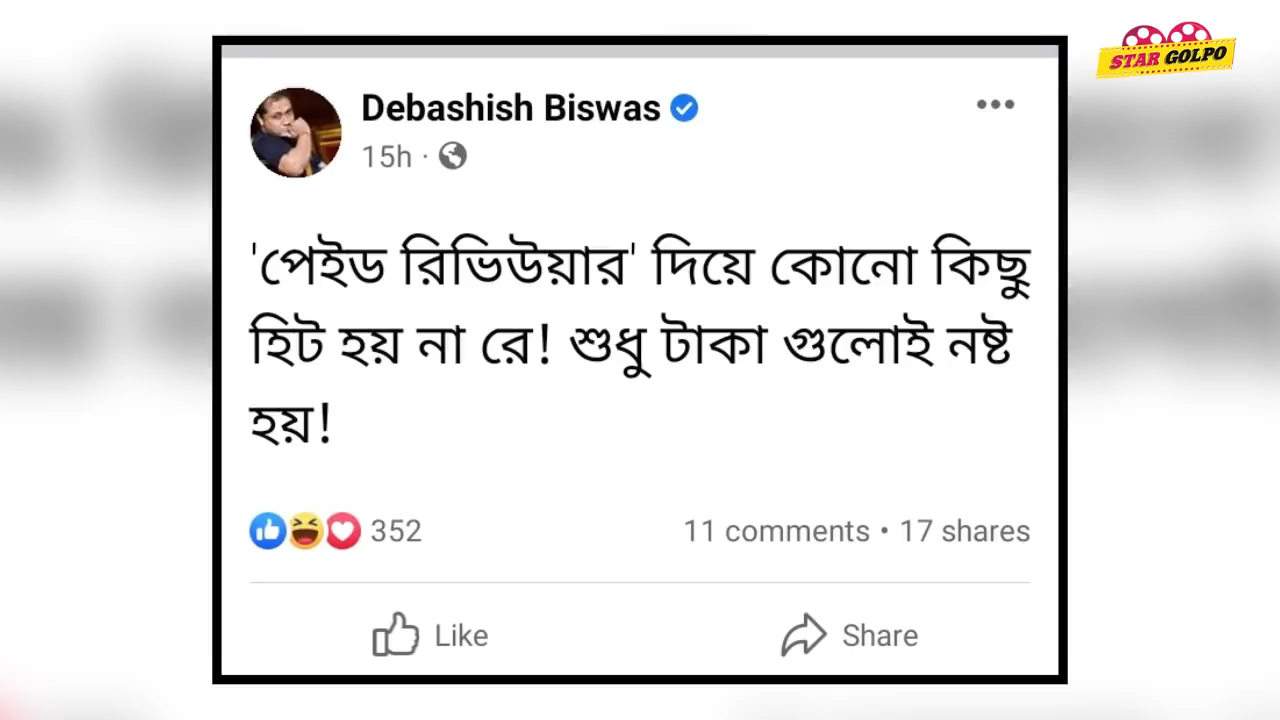 STAR GOLPO
Debashish Biswas
15h ·
'পেইড রিভিউয়ার' দিয়ে কোনো কিছু
হিট হয় না রে! শুধু টাকা গুলোই নষ্ট
হয়!
352 11 comments • 17 shares
Like Share